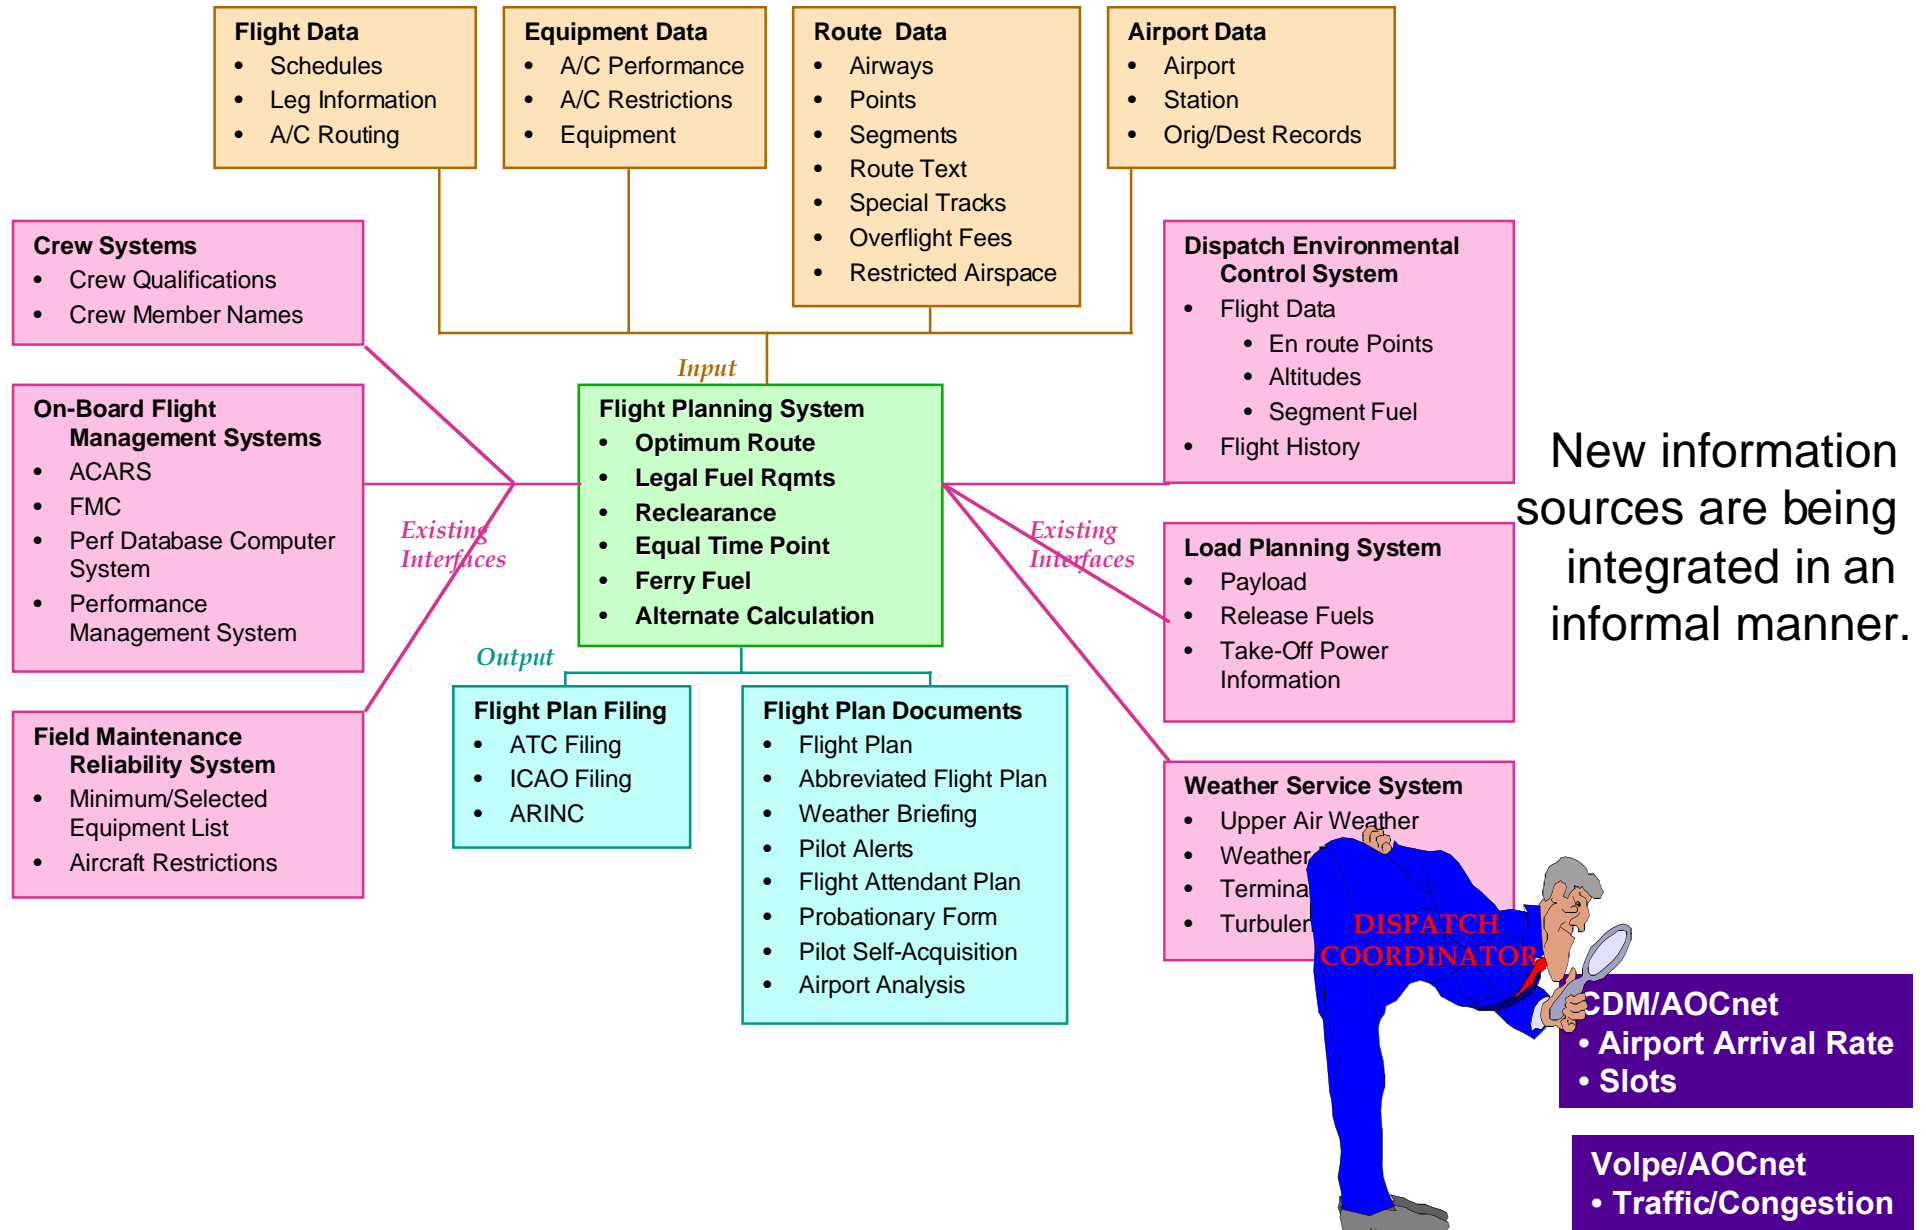 Flight Data
• Schedules
• Leg Information
• A/C Routing
Equipment Data
• A/C Performance
• A/C Restrictions
• Equipment
Route Data
• Airways
• Points
• Segments
• Route Text
• Special Tracks
• Overflight Fees
• Restricted Airspace
Airport Data
• Airport
• Station
• Orig/Dest Records
Crew Systems
• Crew Qualifications
• Crew Member Names
On-Board Flight
Management Systems
• ACARS
• FMC
• Perf Database Computer
System
• Performance
Management System
Field Maintenance
Reliability System
• Minimum/Selected
Equipment List
• Aircraft Restrictions
Existing
Interfaces
Input
Flight Planning System
• Optimum Route
• Legal Fuel Rqmts
• Reclearance
• Equal Time Point
• Ferry Fuel
• Alternate Calculation
Output
Flight Plan Filing
• ATC Filing
• ICAO Filing
• ARINC
Flight Plan Documents
• Flight Plan
• Abbreviated Flight Plan
• Weather Briefing
• Pilot Alerts
• Flight Attendant Plan
• Probationary Form
• Pilot Self-Acquisition
• Airport Analysis
Existing
Interfaces
Dispatch Environmental
Control System
• Flight Data
• En route Points
• Altitudes
• Segment Fuel
• Flight History
Load Planning System
• Payload
• Release Fuels
• Take-Off Power
Information
Weather Service System
• Upper Air Weather
• Weather
•
•
DISPATCH
COORDINATOR
New information
sources are being
integrated in an
informal manner.
CDM/AOCnet
• Airport Arrival Rate
• Slots
Volpe/AOCnet
• Traffic/Congestion